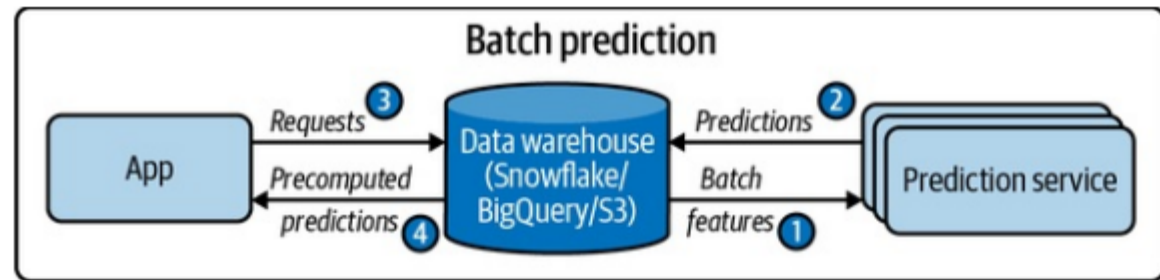 Batch prediction
App
Requests
3
Precomputed
predictions
4
Data warehouse
(Snowflake/
BigQuery/S3)
Predictions
2
Batch
features
1
Prediction service